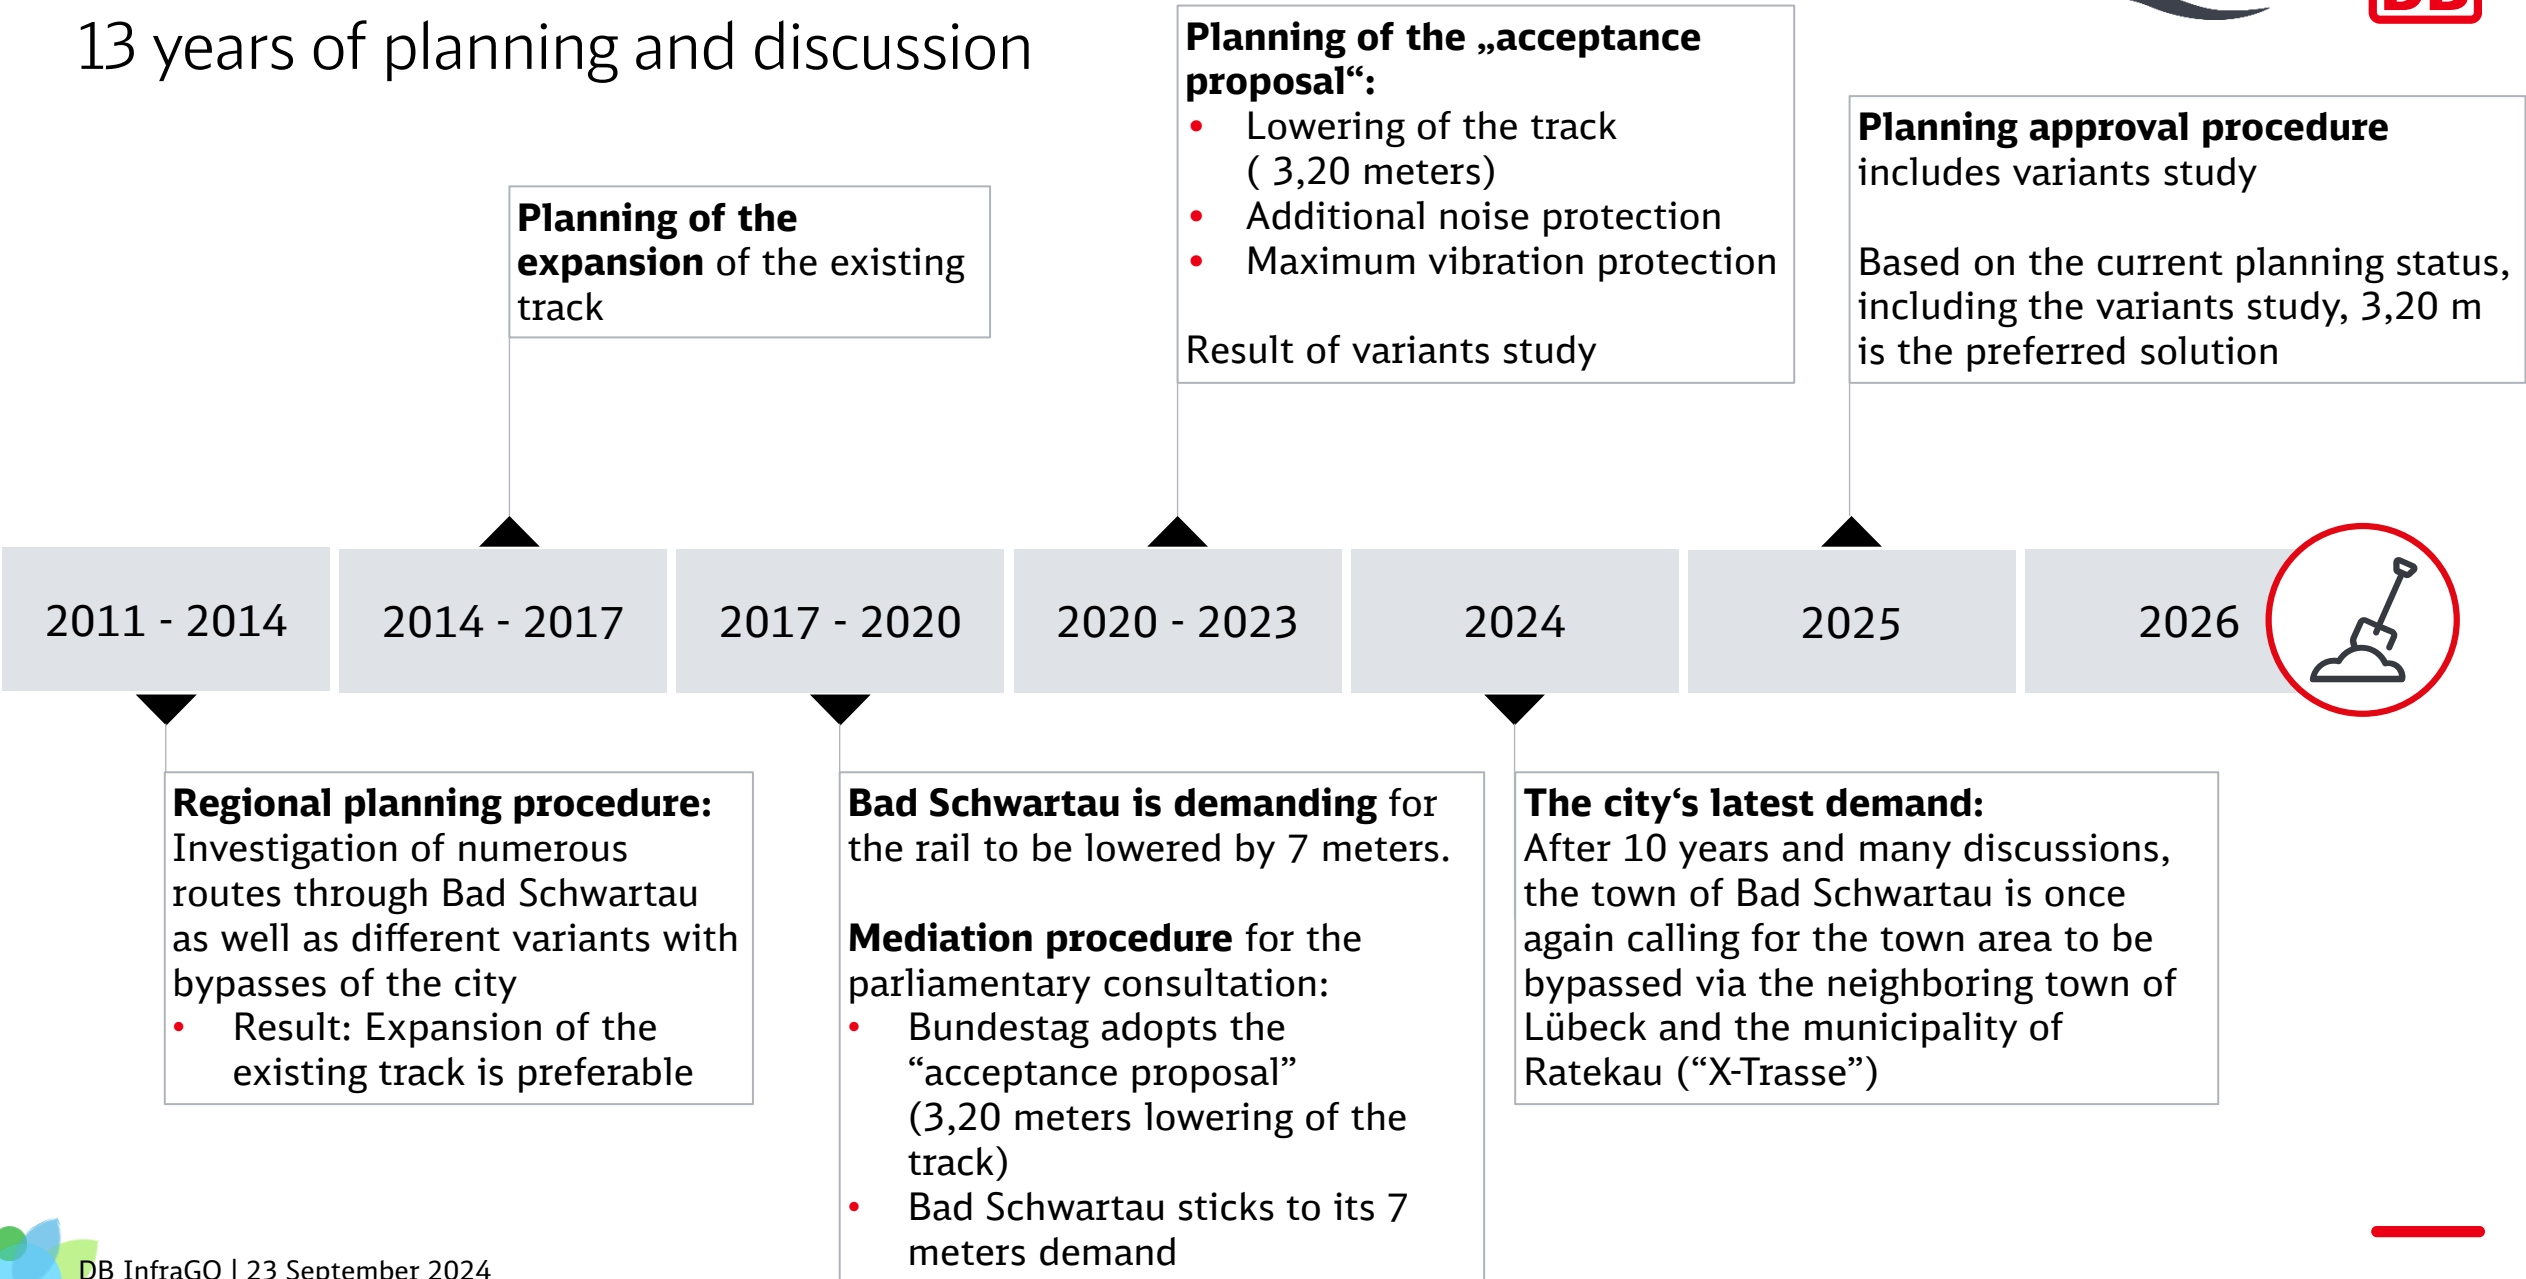 13 years of planning and discussion
DB
Planning of the „acceptance
proposal“:
• Lowering of the track
( 3,20 meters)
• Additional noise protection
• Maximum vibration protection
Result of variants study
Planning approval procedure
includes variants study
Based on the current planning status,
including the variants study, 3,20 m
is the preferred solution
Planning of the
expansion of the existing
track
2011 - 2014
2014 - 2017
2017 - 2020
2020 - 2023
2024
2025
2026
Regional planning procedure:
Investigation of numerous
routes through Bad Schwartau
as well as different variants with
bypasses of the city
• Result: Expansion of the
existing track is preferable
Bad Schwartau is demanding for
the rail to be lowered by 7 meters.
Mediation procedure for the
parliamentary consultation:
• Bundestag adopts the
“acceptance proposal”
(3,20 meters lowering of the
track)
• Bad Schwartau sticks to its 7
meters demand
The city‘s latest demand:
After 10 years and many discussions,
the town of Bad Schwartau is once
again calling for the town area to be
bypassed via the neighboring town of
Lübeck and the municipality of
Ratekau (“X-Trasse”)
DB InfraGO | 23 September 2024